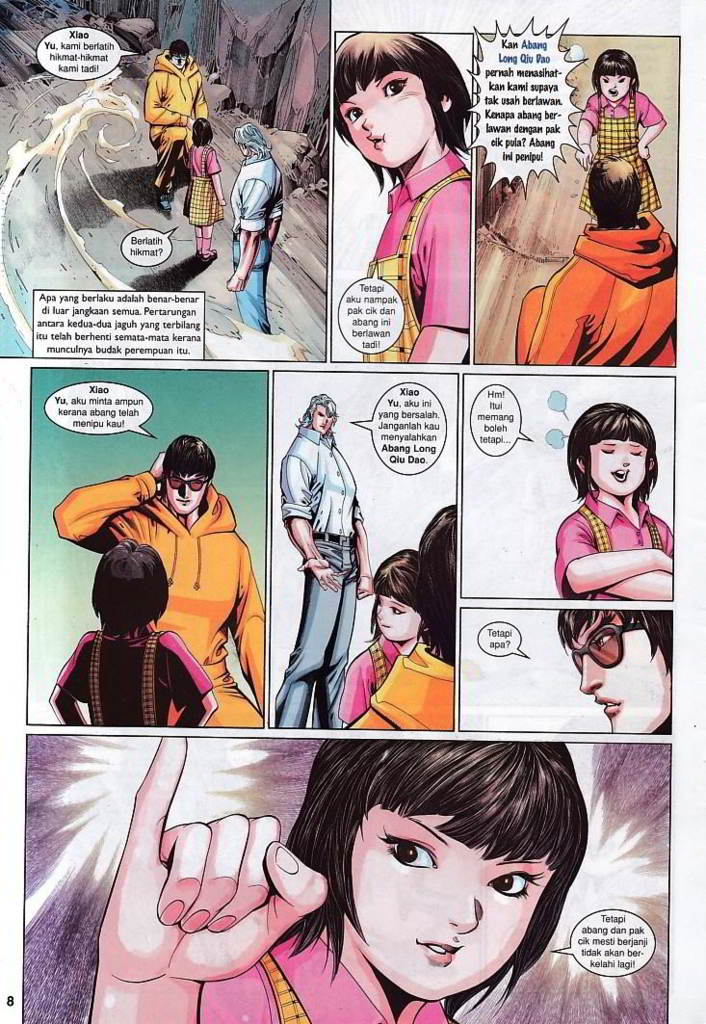 Xiao
Yu, kami berlatih
hikmat-hikmat
kami tadi!
Berlatih
hikmat?
Apa yang berlaku adalah benar-benar
di luar jangkaan semua. Pertarungan
antara kedua-dua jaguh yang terbilang
itu telah berhenti semata-mata kerana
munculnya budak perempuan itu.
Tetapi
aku nampak
pak cik dan
abang ini
berlawan
tadi!
Kan Abang
Long Qiu Dao
pernah menasihat-
kan kami supaya
tak usah berlawan.
Kenapa abang ber-
lawan dengan pak
cik pula? Abang
ini penipu!
Xiao
Yu, aku minta ampun
kerana abang telah
menipu kau!
Xiao
Yu, aku ini
yang bersalah.
Janganlah kau
menyalahkan
Abang Long
Qiu Dao.
Hm!
Itui
memang
boleh
tetapi...
Tetapi
apa?
Tetapi
abang dan pak
cik mesti berjanji
tidak akan ber-
kelahi lagi!
8